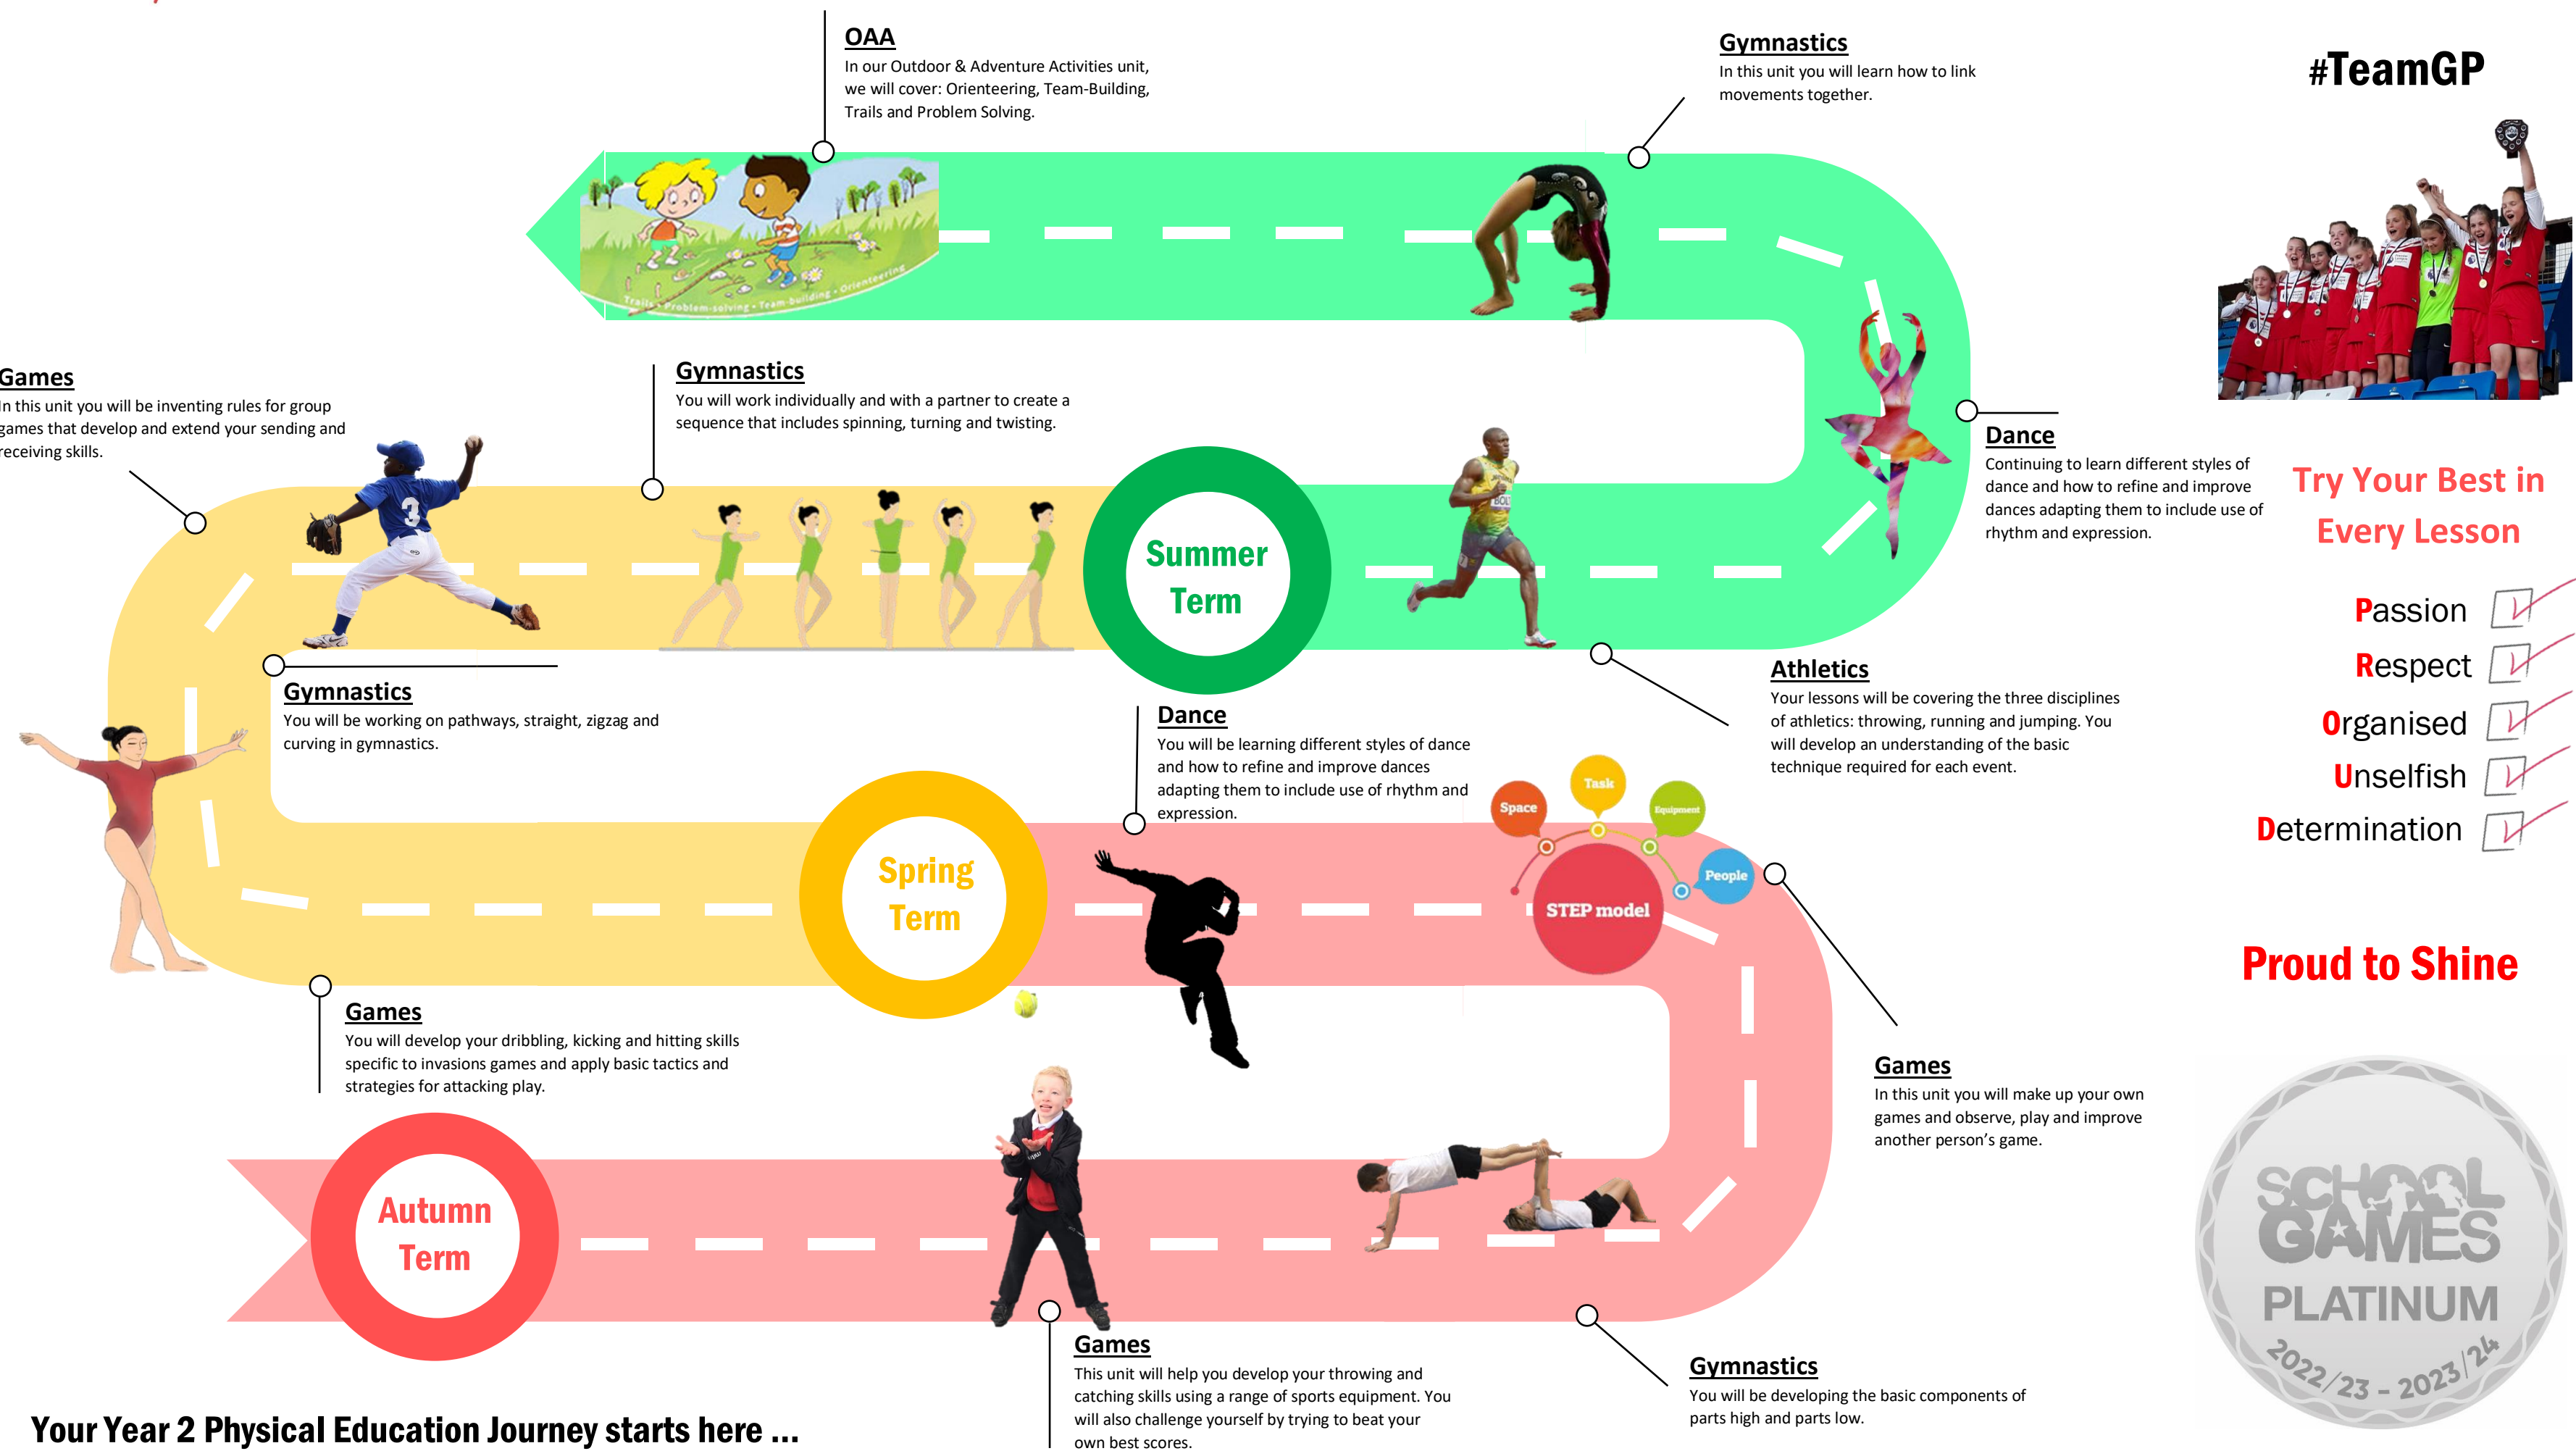 OAA
In our Outdoor & Adventure Activities unit,
we will cover: Orienteering, Team-Building,
Trails and Problem Solving.
Gymnastics
In this unit you will learn how to link
movements together.
#TeamGP
Trails • Problem-solving • Team-building • Orienteering
Games
In this unit you will be inventing rules for group
games that develop and extend your sending and
receiving skills.
Gymnastics
You will work individually and with a partner to create a
sequence that includes spinning, turning and twisting.
3
BOLT
Summer
Term
Dance
Continuing to learn different styles of
dance and how to refine and improve
dances adapting them to include use of
rhythm and expression.
Try Your Best in
Every Lesson
Passion
Respect
Organised
Unselfish
Determination
Gymnastics
You will be working on pathways, straight, zigzag and
curving in gymnastics.
Athletics
Your lessons will be covering the three disciplines
of athletics: throwing, running and jumping. You
will develop an understanding of the basic
technique required for each event.
Dance
You will be learning different styles of dance
and how to refine and improve dances
adapting them to include use of rhythm and
expression.
Space
Task
Equipment
People
STEP model
Spring
Term
Proud to Shine
Games
You will develop your dribbling, kicking and hitting skills
specific to invasions games and apply basic tactics and
strategies for attacking play.
Games
In this unit you will make up your own
games and observe, play and improve
another person's game.
Autumn
Term
SCHOOL
GAMES
PLATINUM
2022/23 - 2023/24
Games
This unit will help you develop your throwing and
catching skills using a range of sports equipment. You
will also challenge yourself by trying to beat your
own best scores.
Gymnastics
You will be developing the basic components of
parts high and parts low.
Your Year 2 Physical Education Journey starts here ...